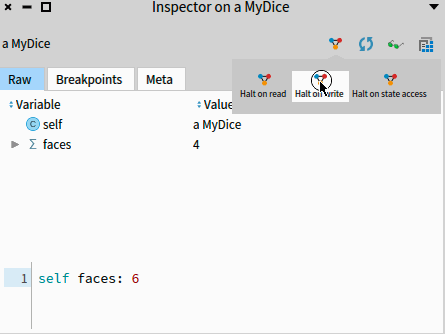 Inspector on a MyDice
a MyDice
Raw Breakpoints Meta
Halt on read Halt on write Halt on state access
Variable Value
C self a MyDice
Σ faces 4
1 self faces: 6